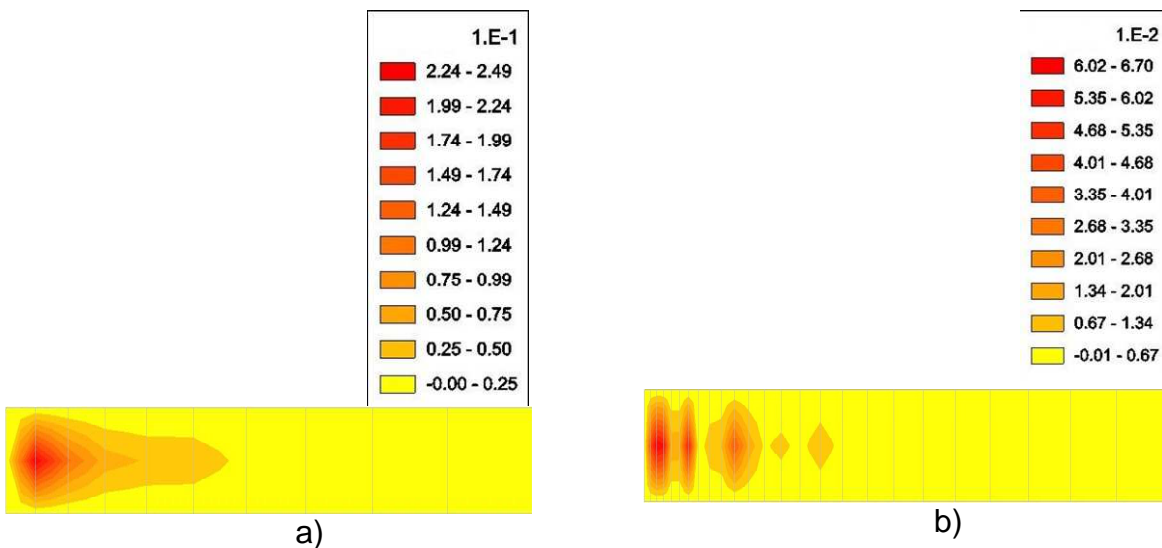 1.E-1
2.24 - 2.49
1.99 - 2.24
1.74 - 1.99
1.49 - 1.74
1.24 - 1.49
0.99 - 1.24
0.75 - 0.99
0.50 - 0.75
0.25 - 0.50
-0.00 - 0.25
a)
1.E-2
6.02 - 6.70
5.35 - 6.02
4.68 - 5.35
4.01 - 4.68
3.35 - 4.01
2.68 - 3.35
2.01 - 2.68
1.34 - 2.01
0.67 - 1.34
-0.01 - 0.67
b)